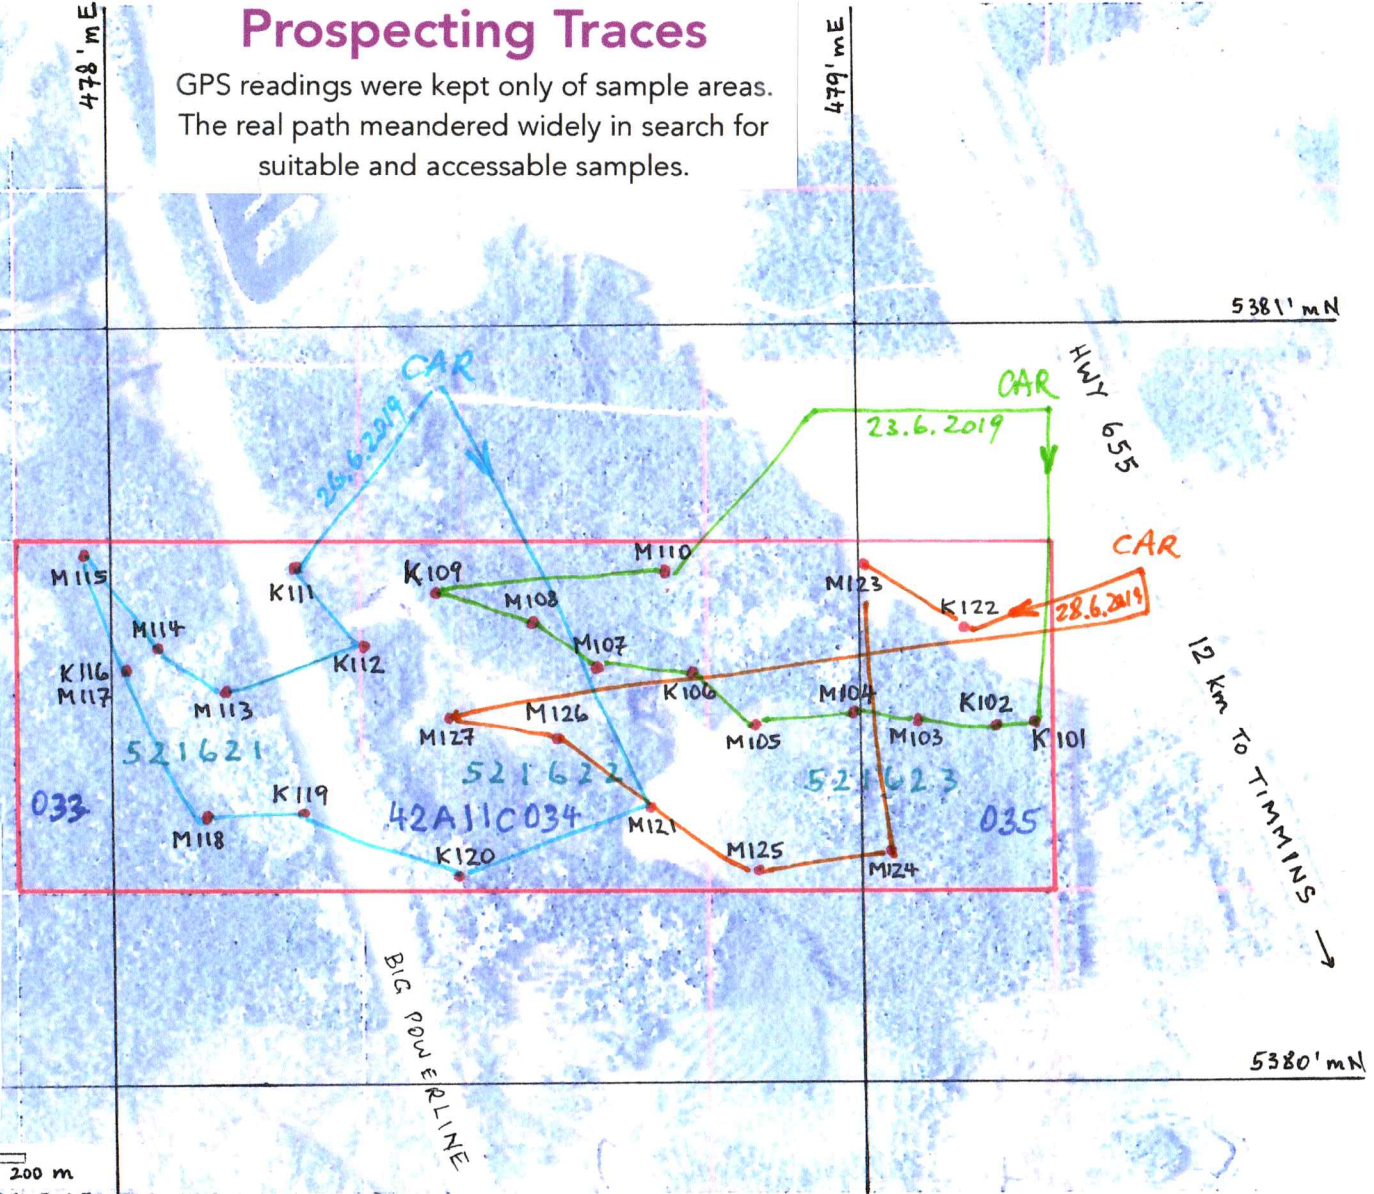 Prospecting Traces
GPS readings were kept only of sample areas.
The real path meandered widely in search for
suitable and accessable samples.
478'mE
479'mE
5381'mN
CAR
CAR
26.6.2019
23.6.2019
HWY 655
CAR
M110
K109
M115
K111
M123
K122
28.6.2019
M108
M114
M107
K112
K116
M117
K106
M113
M104
K102
M126
M127
M105
M103
K101
521621
521622
521623
033
K119
42A11C034
035
M121
M118
K120
M125
M124
12 km TO TIMMINS
BIG POWERLINE
5380'mN
200 m